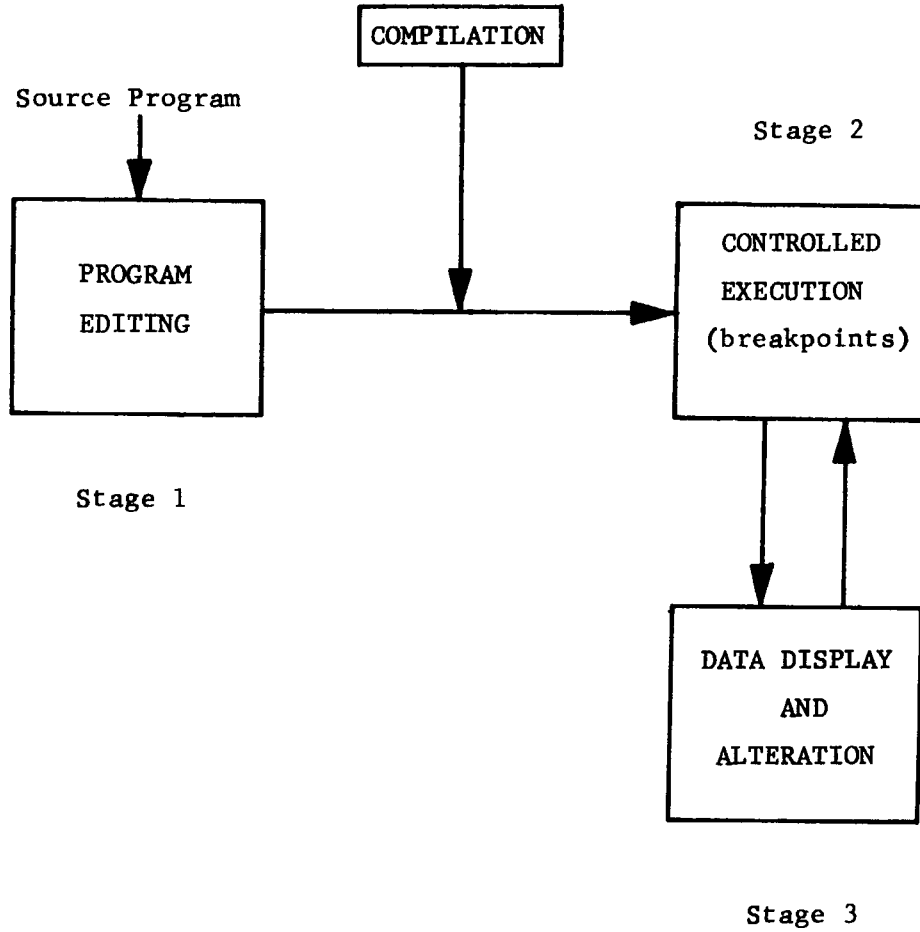 COMPILATION
Source Program
Stage 2
PROGRAM
EDITING
CONTROLLED
EXECUTION
(breakpoints)
Stage 1
DATA DISPLAY
AND
ALTERATION
Stage 3